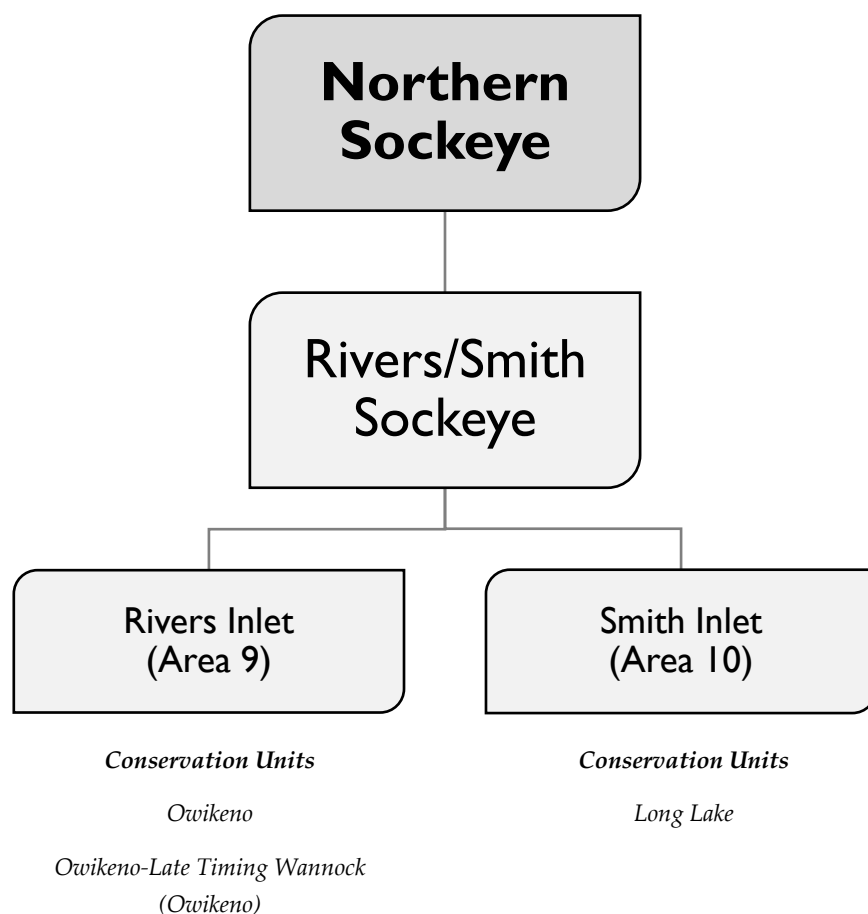 Northern
Sockeye
Rivers/Smith
Sockeye
Rivers Inlet
(Area 9)
Smith Inlet
(Area 10)
Conservation Units
Owikeno
Owikeno-Late Timing Wannock
(Owikeno)
Conservation Units
Long Lake